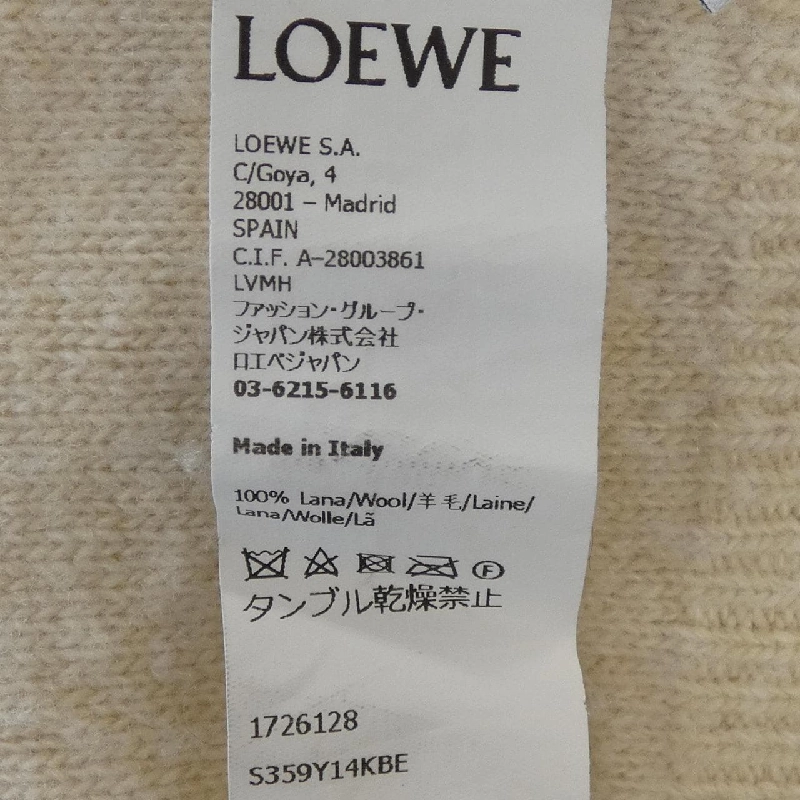 LOEWE
LOEWE S.A.
C/Goya, 4
28001 – Madrid
SPAIN
C.I.F. A-28003861
LVMH
ファッション・グループ・
ジャパン株式会社
ロエベジャパン
03-6215-6116
Made in Italy
100% Lana/Wool/羊毛/Laine/
Lana/Wolle/Lã
F
タンブル乾燥禁止
1726128
S359Y14KBE